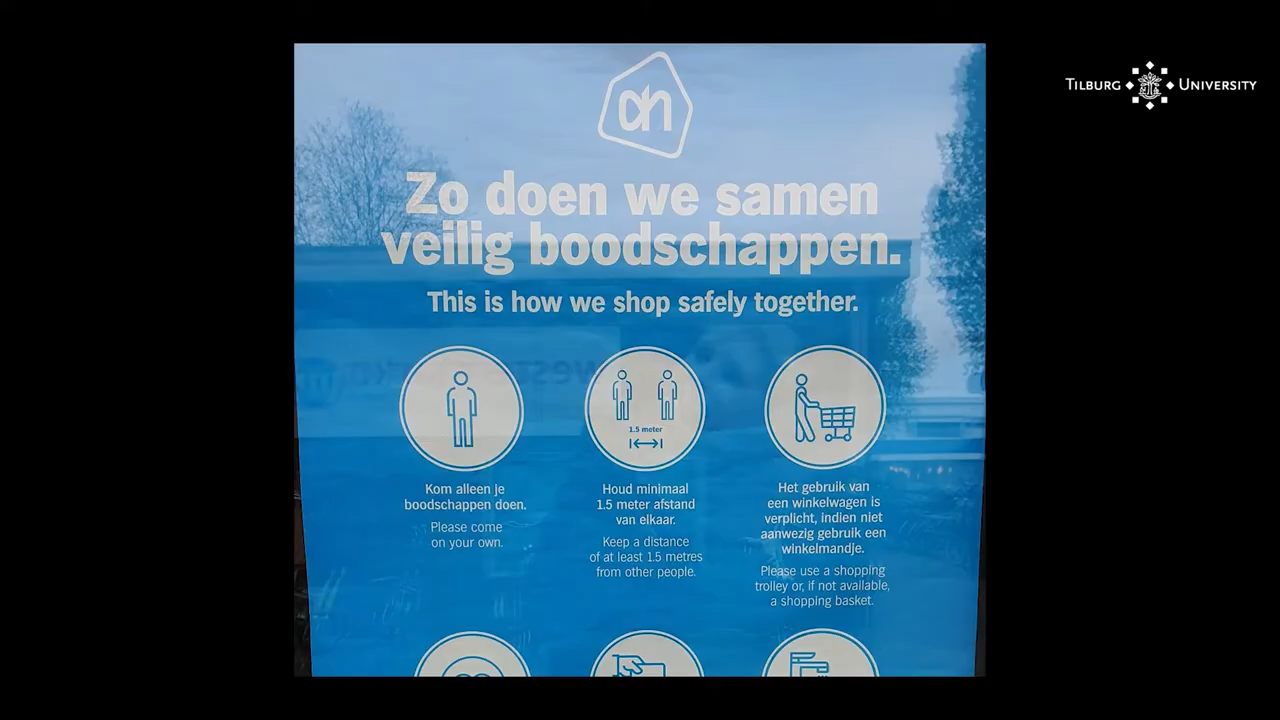 TILBURG UNIVERSITY
ah
Zo doen we samen
veilig boodschappen.
This is how we shop safely together.
1.5 meter
Kom alleen je
boodschappen doen.
Please come
on your own.
Houd minimaal
1.5 meter afstand
van elkaar.
Keep a distance
of at least 1.5 metres
from other people.
Het gebruik van
een winkelwagen is
verplicht, indien niet
aanwezig gebruik een
winkelmandje.
Please use a shopping
trolley or, if not available,
a shopping basket.